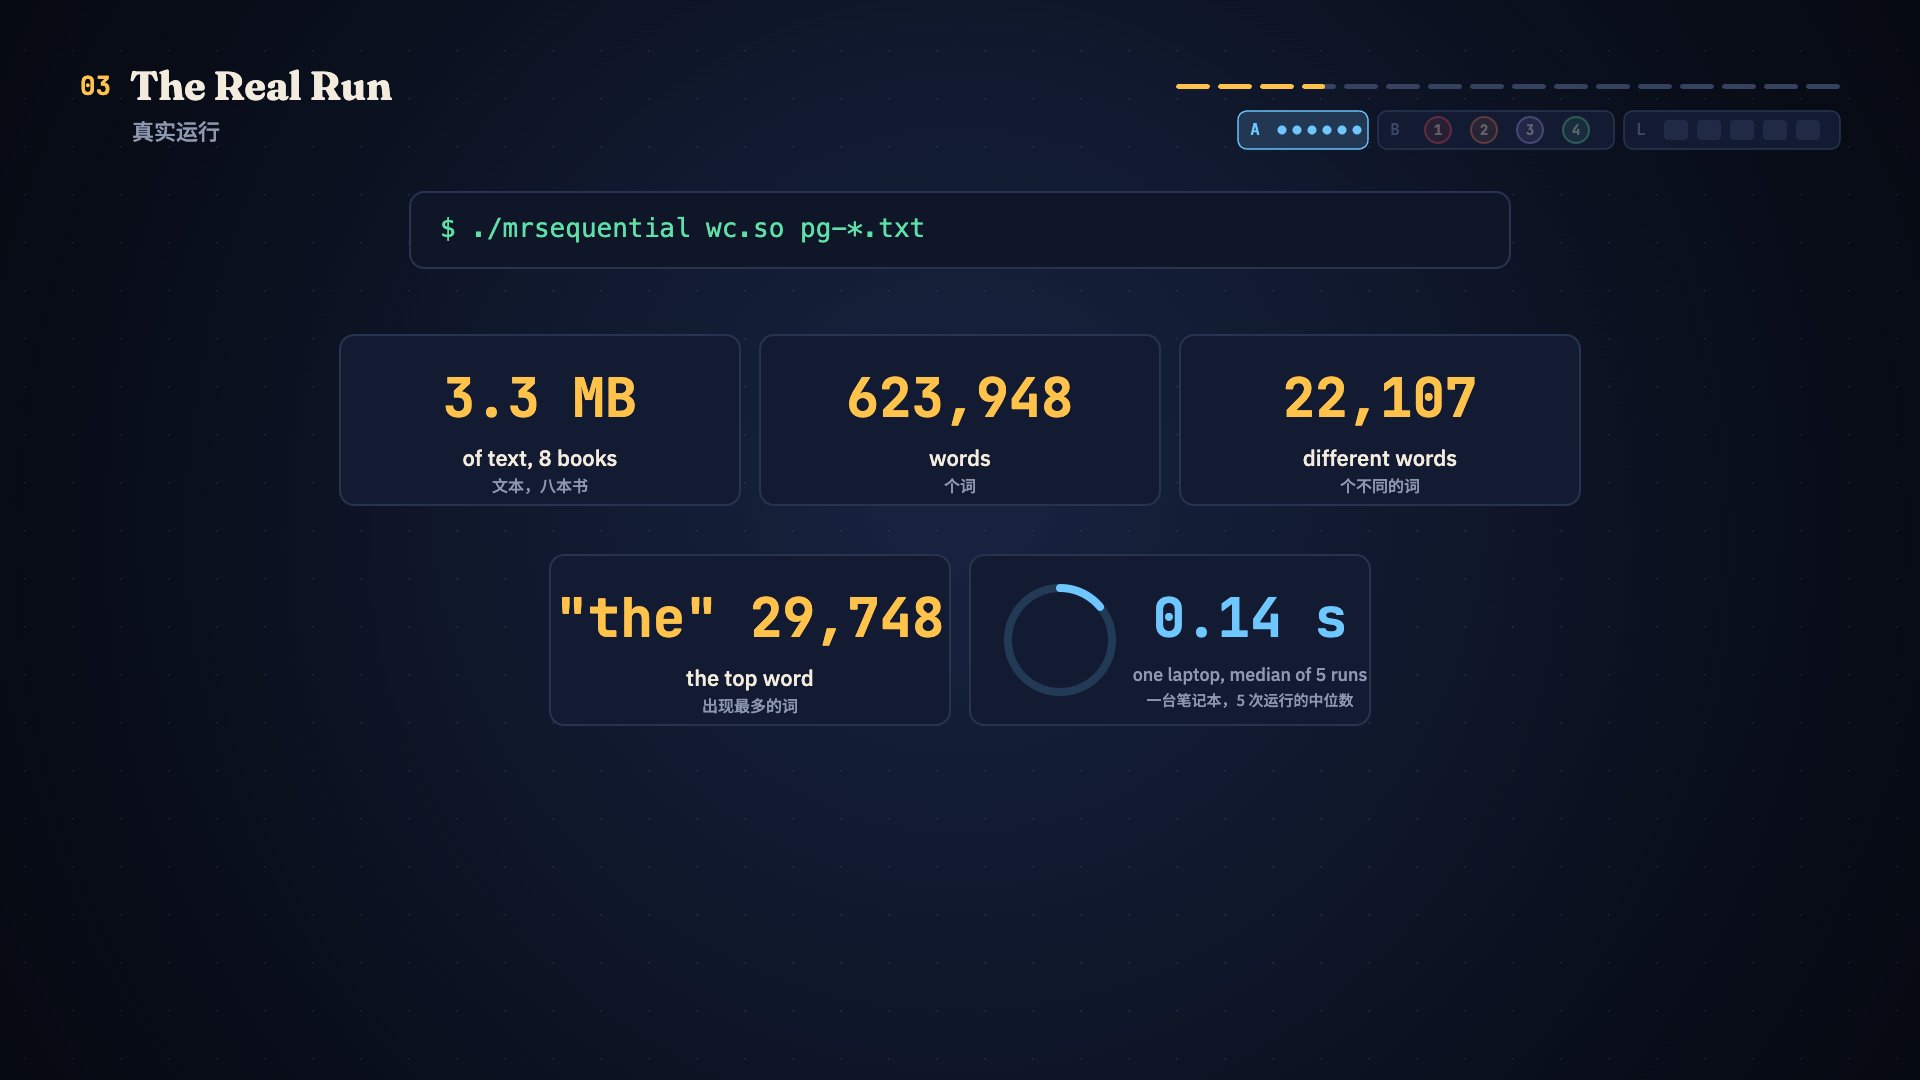 03 The Real Run
真实运行
A
B 1 2 3 4
L
$ ./mrsequential wc.so pg-*.txt
3.3 MB
of text, 8 books
文本，八本书
623,948
words
个词
22,107
different words
个不同的词
"the" 29,748
the top word
出现最多的词
0.14 s
one laptop, median of 5 runs
一台笔记本，5 次运行的中位数